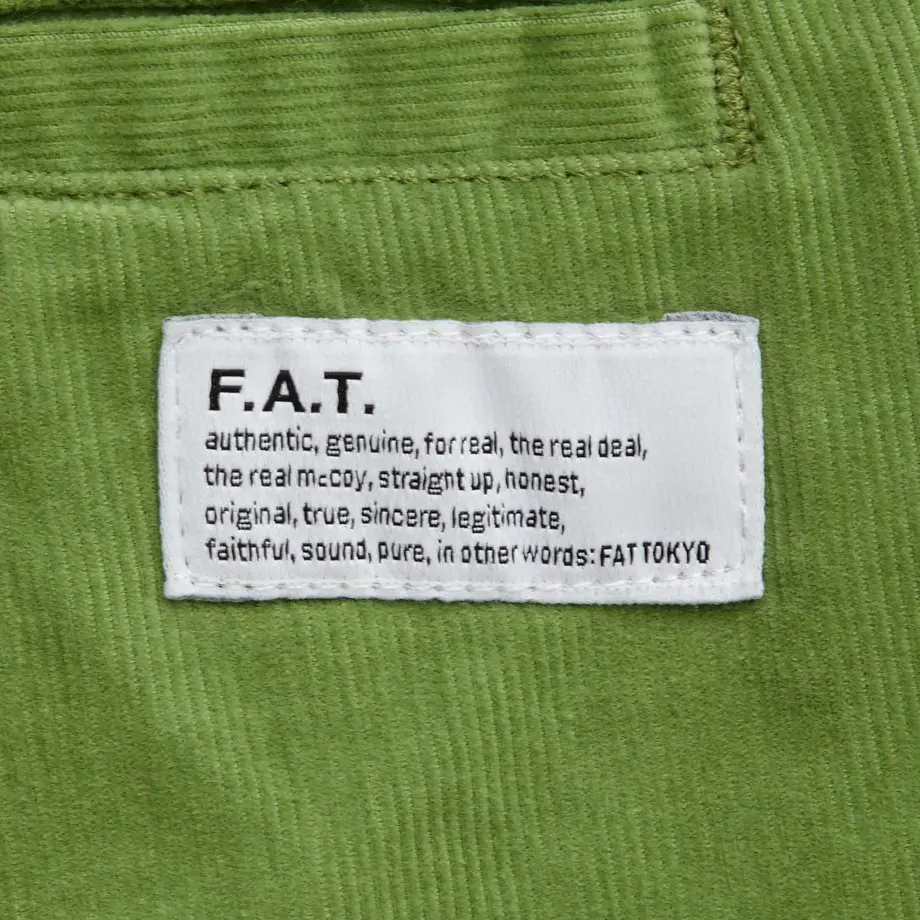 F.A.T.
authentic, genuine, for real, the real deal,
the real mccoy, straight up, honest,
original, true, sincere, legitimate,
faithful, sound, pure, in other words: FAT TOKYO